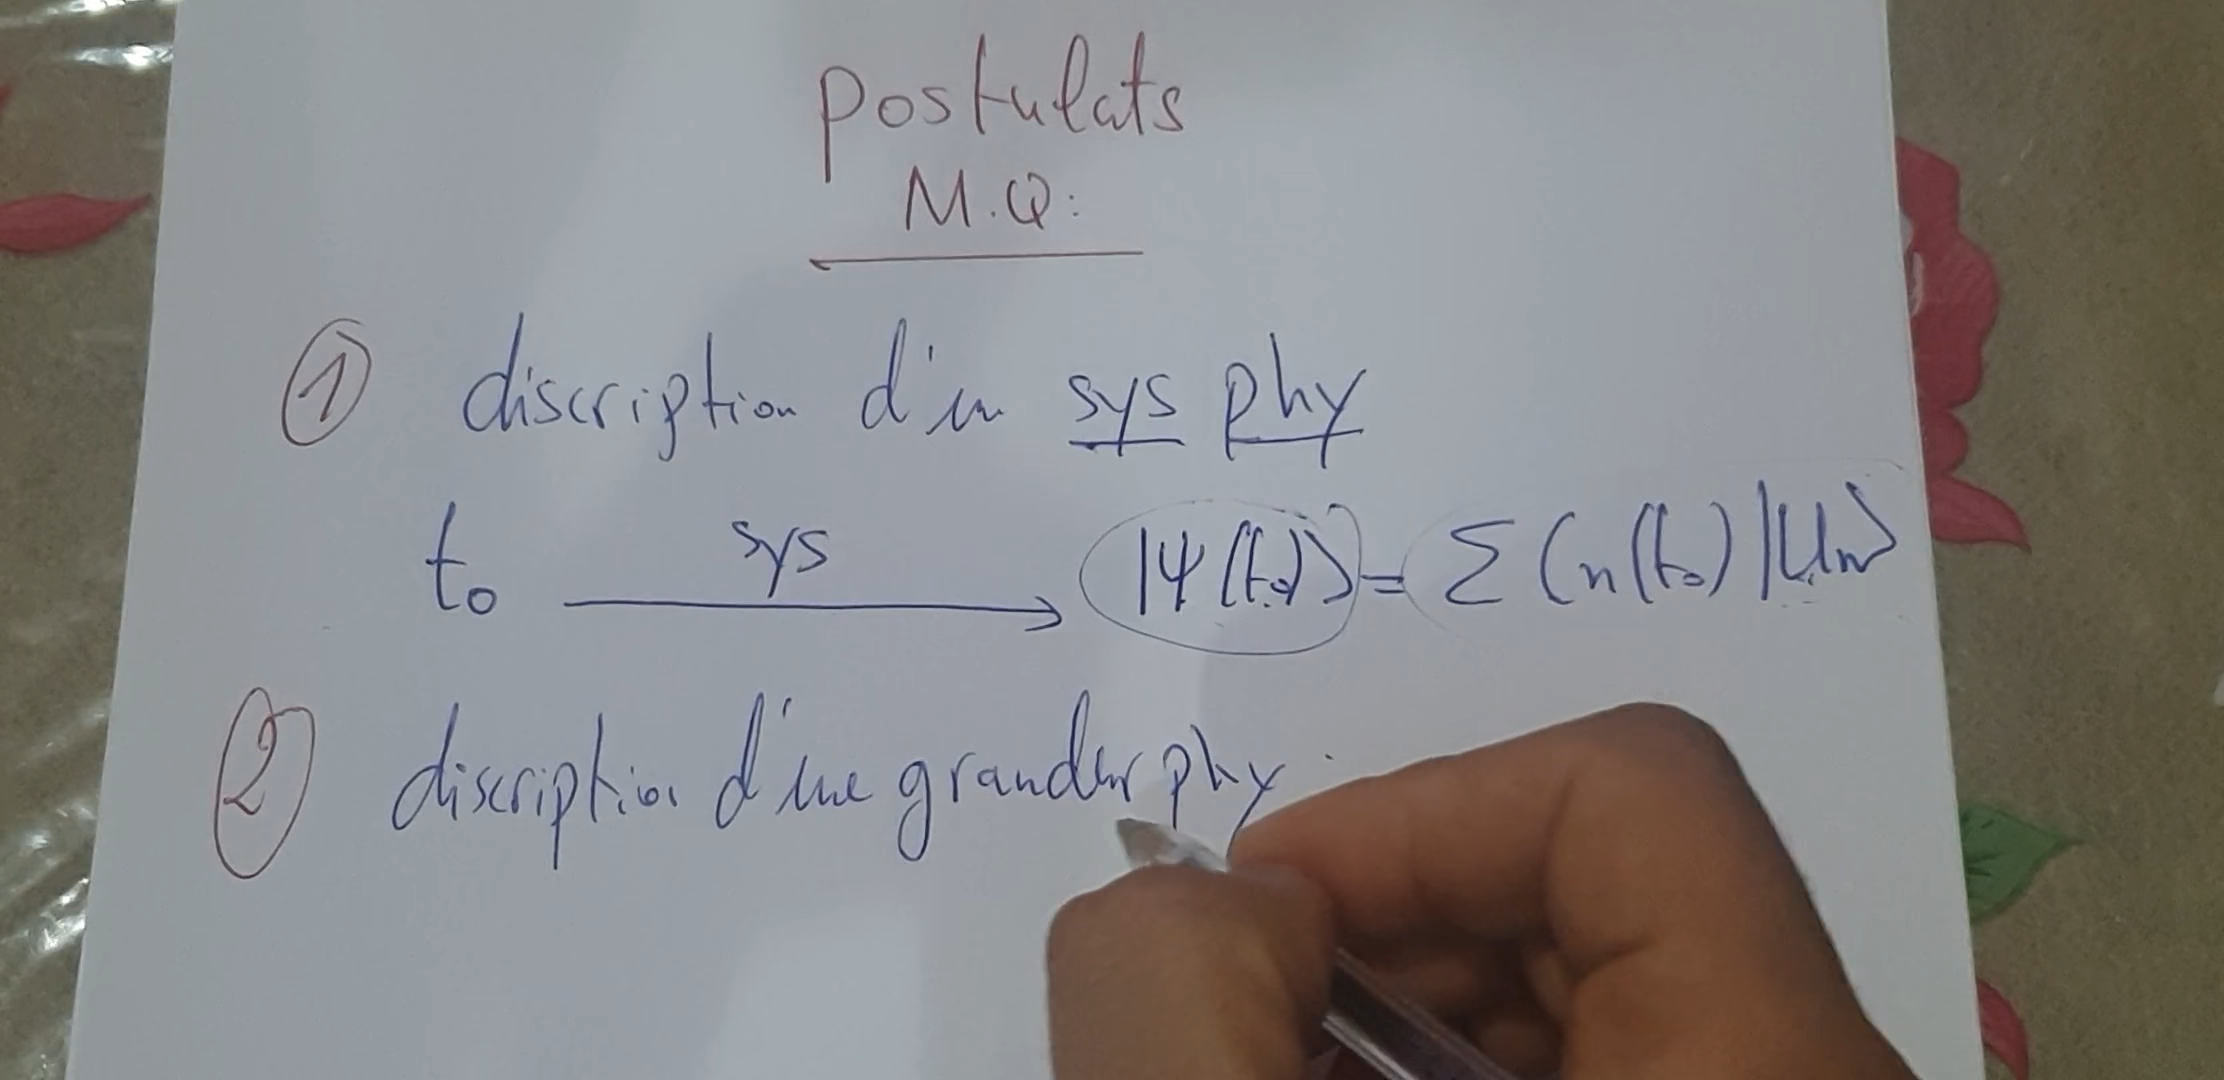 Postulats
M.Q:
① discription d'un sys phy
t₀ sys → |Ψ(t₀)⟩ = Σ Cn(t₀) |Un⟩
② discription d'une grandeur phy